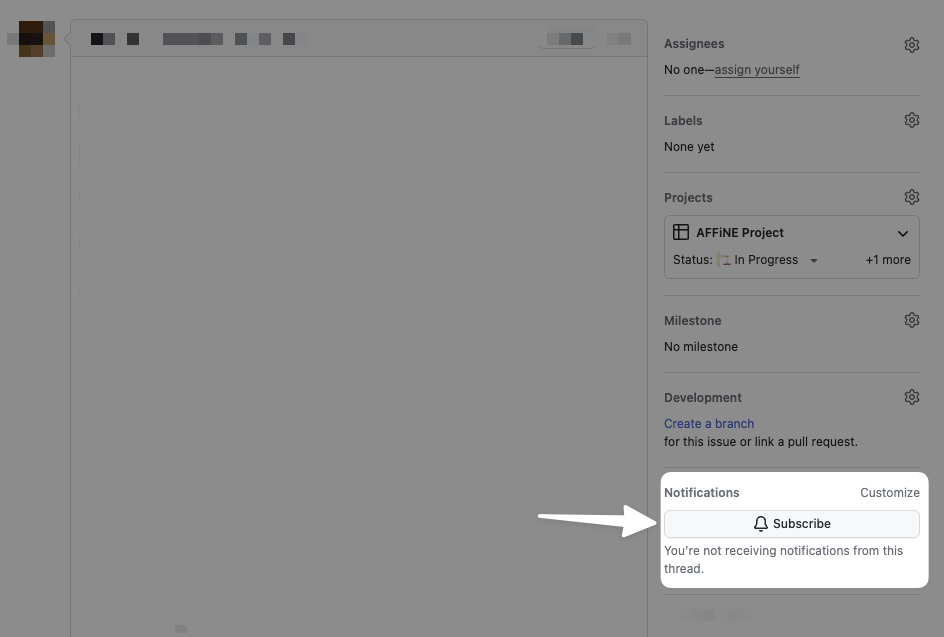 Assignees
No one—assign yourself
Labels
None yet
Projects
AFFiNE Project
Status: In Progress +1 more
Milestone
No milestone
Development
Create a branch
for this issue or link a pull request.
Notifications Customize
Subscribe
You're not receiving notifications from this
thread.